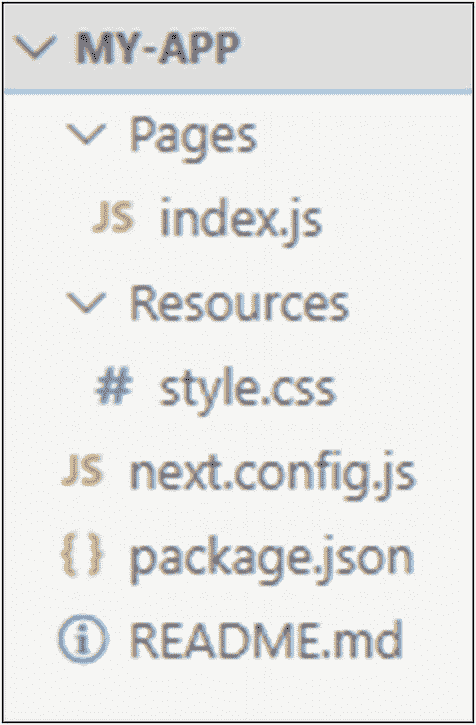 MY-APP
Pages
JS index.js
Resources
# style.css
JS next.config.js
{ } package.json
i README.md